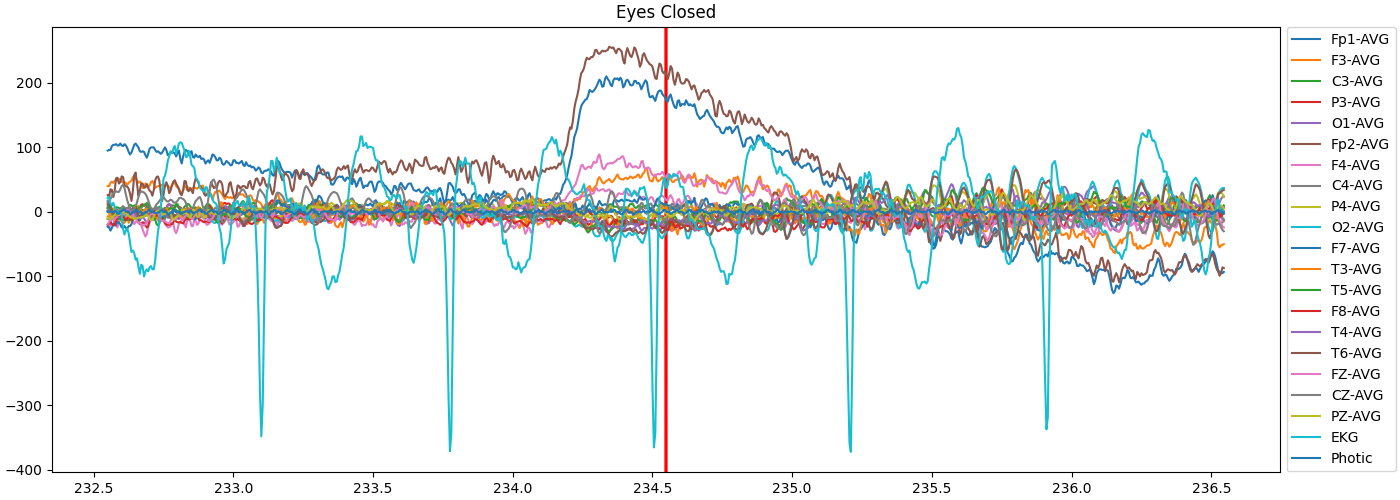 Eyes Closed
200
100
0
−100
−200
−300
−400
232.5 233.0 233.5 234.0 234.5 235.0 235.5 236.0 236.5
Fp1-AVG
F3-AVG
C3-AVG
P3-AVG
O1-AVG
Fp2-AVG
F4-AVG
C4-AVG
P4-AVG
O2-AVG
F7-AVG
T3-AVG
T5-AVG
F8-AVG
T4-AVG
T6-AVG
FZ-AVG
CZ-AVG
PZ-AVG
EKG
Photic